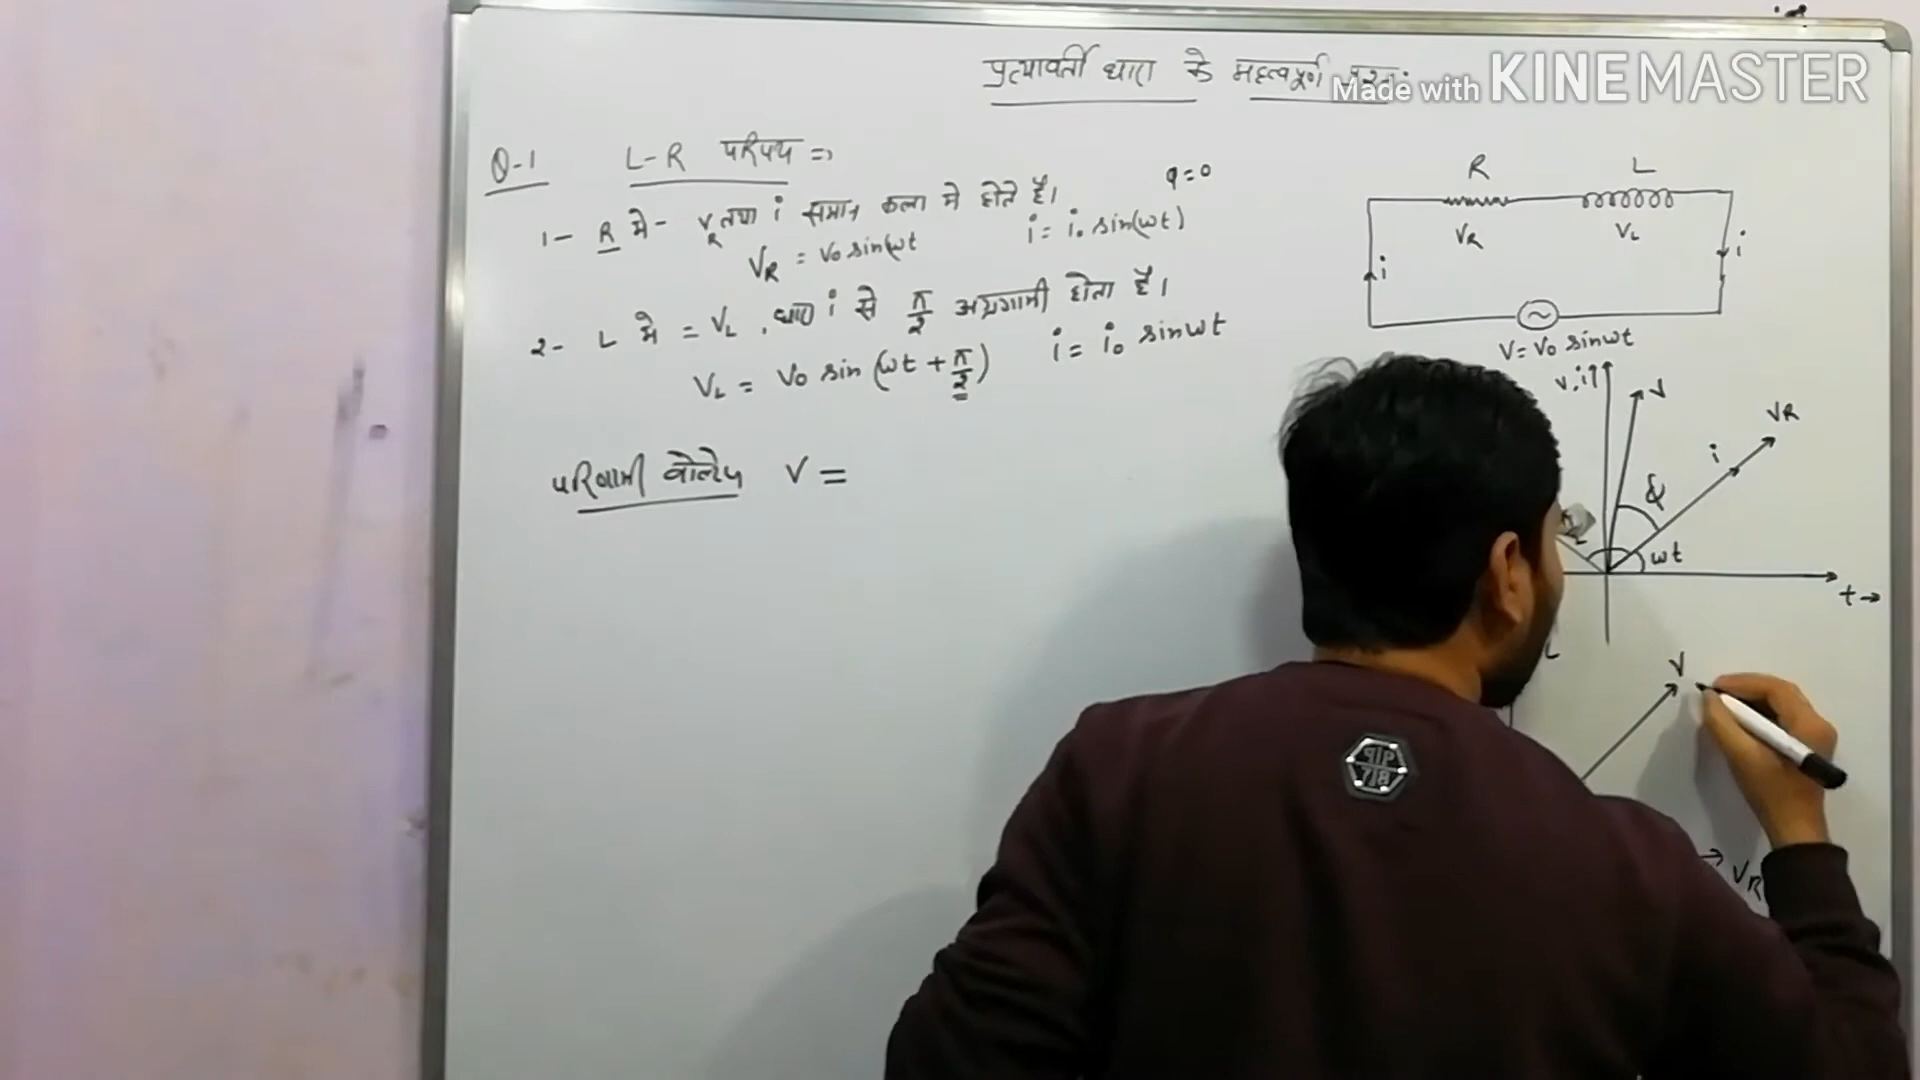 प्रत्यावर्ती धारा के महत्वपूर्ण
Made with KINEMASTER
Q-1 L-R परिपथ =>
φ=0
1- R मे - V_R तथा i समान कला मे होते है।
V_R = V₀ sin(ωt i = i₀ sin(ωt)
2- L मे = V_L , धारा i से π/2 अग्रगामी होता है।
V_L = V₀ sin (ωt + π/2) i = i₀ sinωt
परिणामी वोल्टेज V =
R L
V_R V_L
i i
V = V₀ sinωt
V,i↑ V
V_R
i
φ
ωt
t→
L
V
V_R